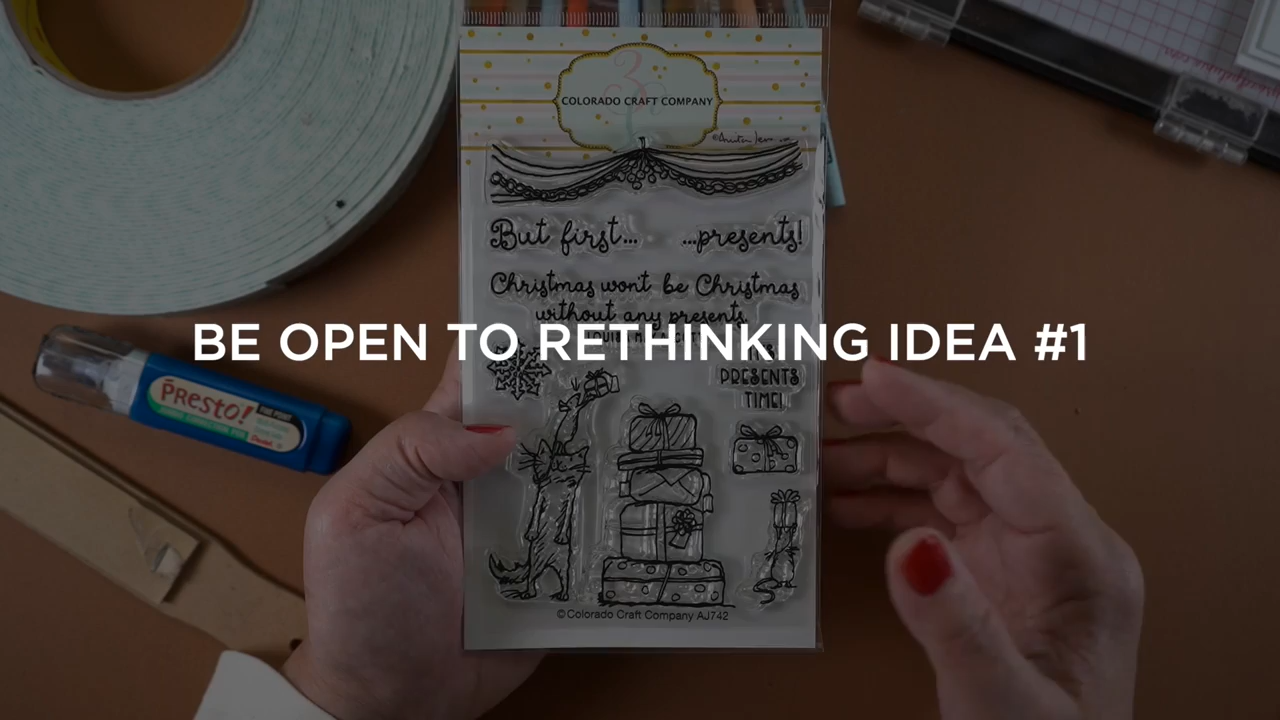 COLORADO CRAFT COMPANY
But first... ...presents!
Christmas won't be Christmas
without any presents.
BE OPEN TO RETHINKING IDEA #1
PRESENTS
TIME!
PRESTO!
Pentel
©Colorado Craft Company AJ742